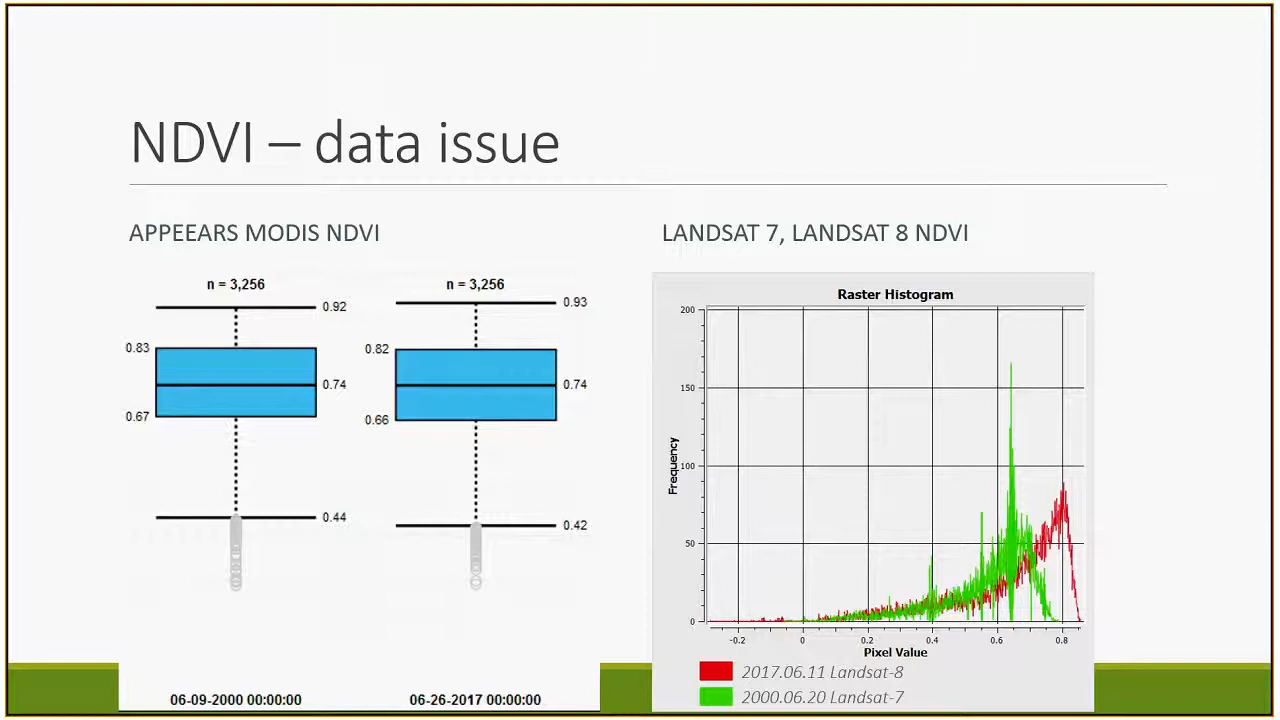 NDVI – data issue
APPEEARS MODIS NDVI
n = 3,256
0.92
0.83
0.74
0.67
0.44
06-09-2000 00:00:00
n = 3,256
0.93
0.82
0.74
0.66
0.42
06-26-2017 00:00:00
LANDSAT 7, LANDSAT 8 NDVI
Raster Histogram
Frequency
200
150
100
50
0
-0.2 0 0.2 0.4 0.6 0.8
Pixel Value
2017.06.11 Landsat-8
2000.06.20 Landsat-7